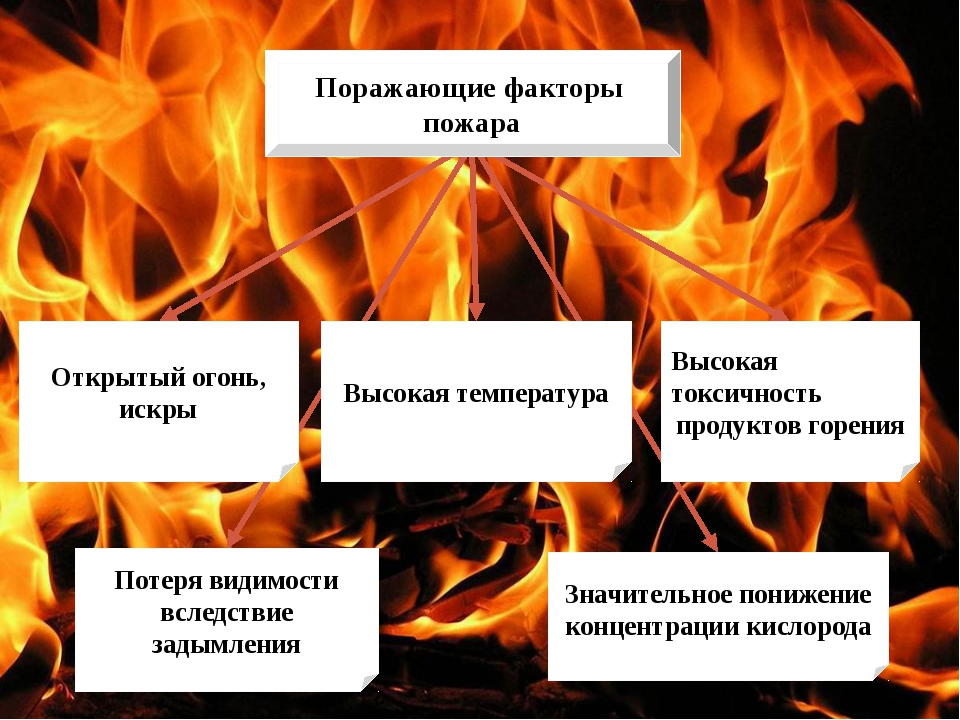 Поражающие факторы
пожара
Открытый огонь,
искры
Высокая температура
Высокая
токсичность
продуктов горения
Потеря видимости
вследствие
задымления
Значительное понижение
концентрации кислорода